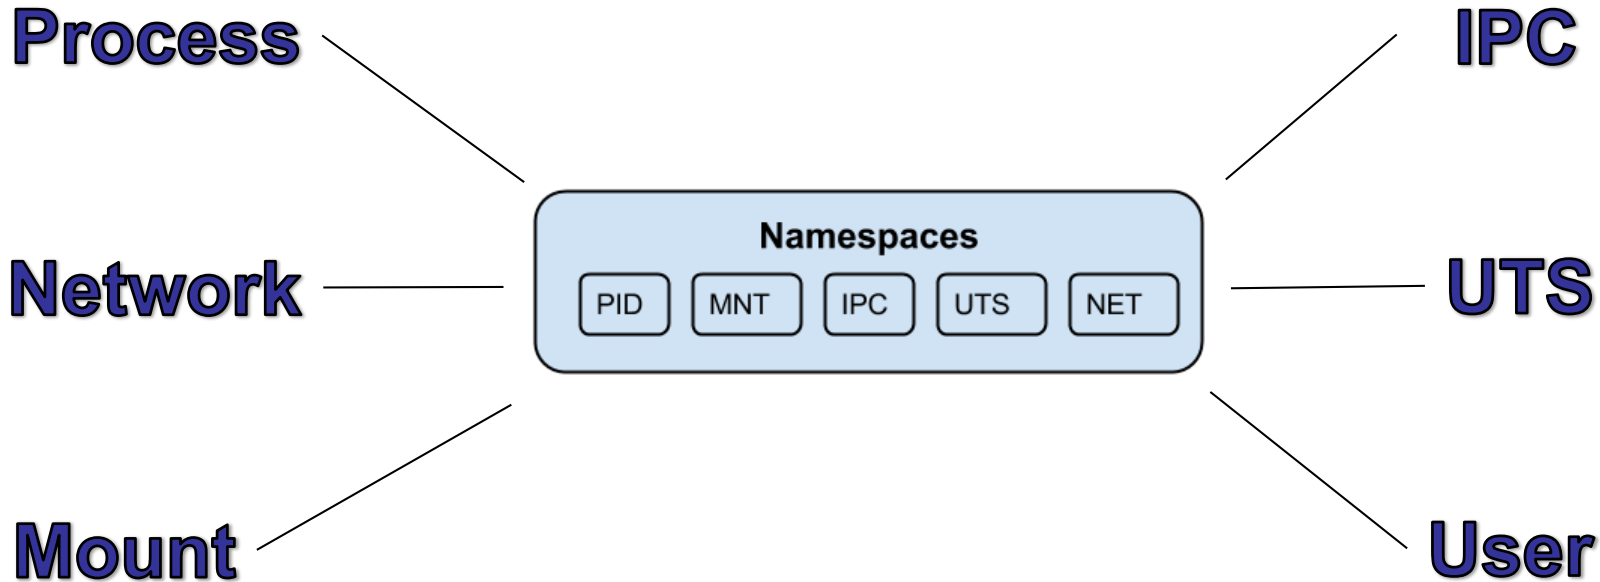 Process
IPC
Namespaces
PID MNT IPC UTS NET
Network
UTS
Mount
User